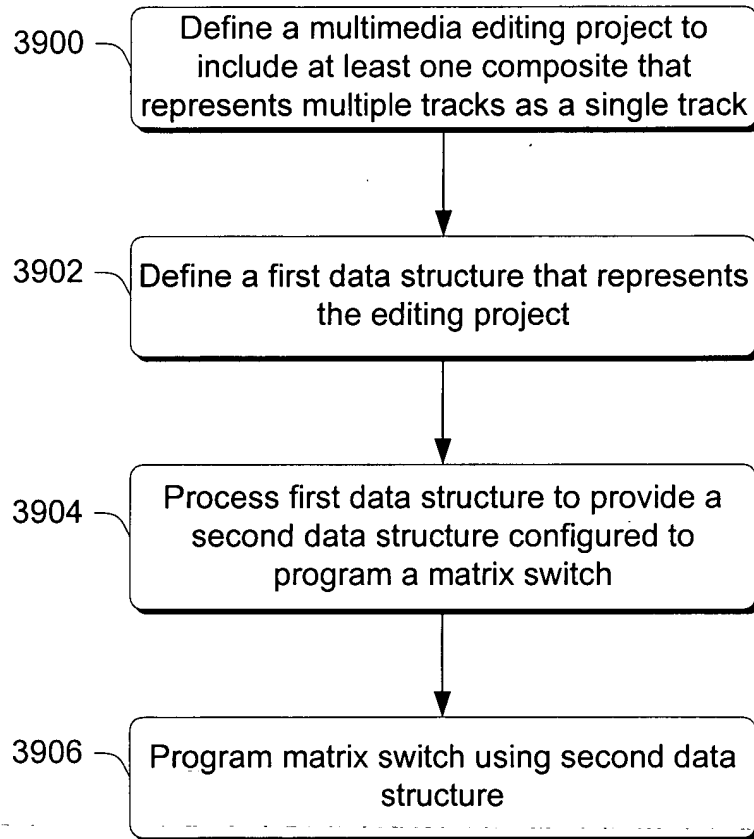 3900
Define a multimedia editing project to
include at least one composite that
represents multiple tracks as a single track
3902
Define a first data structure that represents
the editing project
3904
Process first data structure to provide a
second data structure configured to
program a matrix switch
3906
Program matrix switch using second data
structure